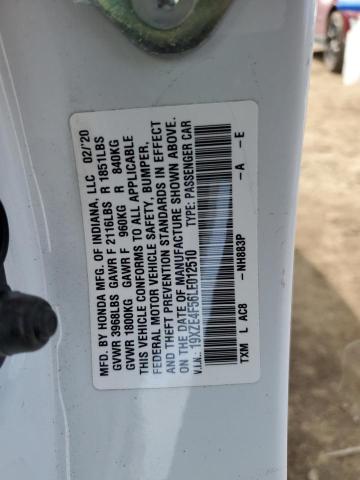 MFD. BY HONDA MFG. OF INDIANA, LLC 02/'20
GVWR 3968LBS GAWR F 2116LBS R 1851LBS
GVWR 1800KG GAWR F 960KG R 840KG
THIS VEHICLE CONFORMS TO ALL APPLICABLE
FEDERAL MOTOR VEHICLE SAFETY, BUMPER,
AND THEFT PREVENTION STANDARDS IN EFFECT
ON THE DATE OF MANUFACTURE SHOWN ABOVE.
V.I.N.: 19XZE4F56LE012510 TYPE: PASSENGER CAR
TXM L AC8 -NH883P -A -E